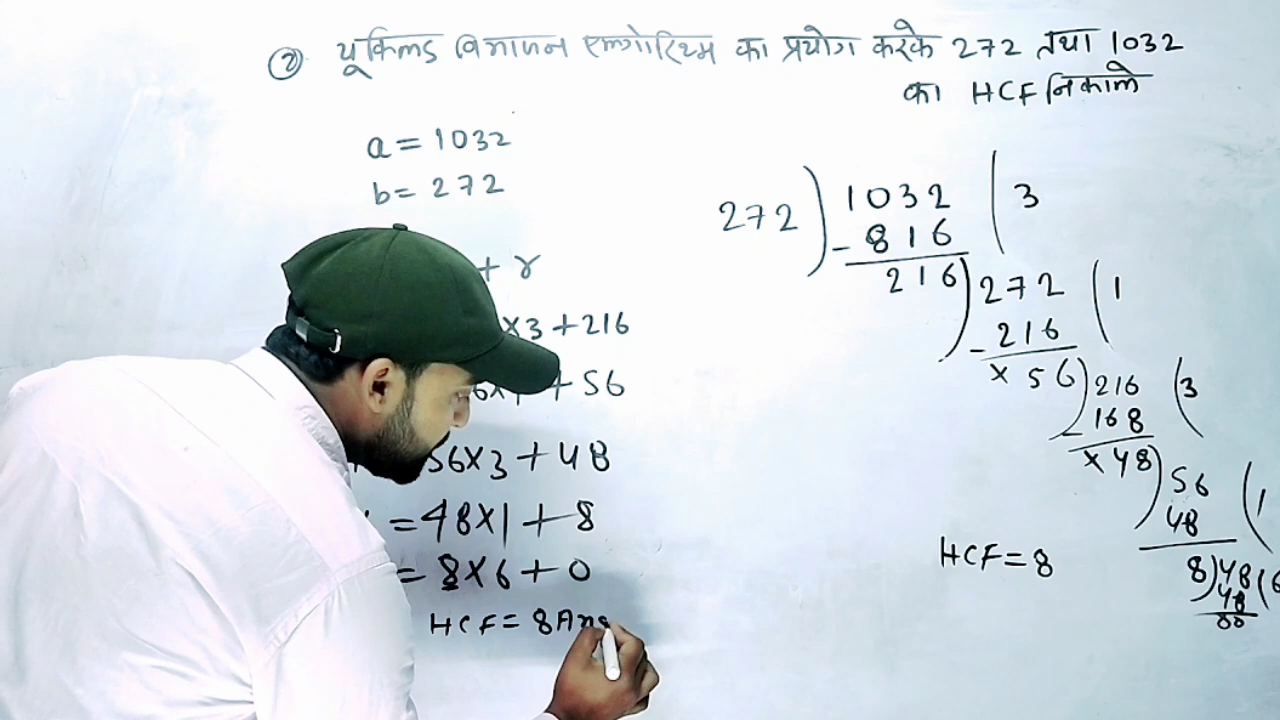 ② यूक्लिड विभाजन एल्गोरिथ्म का प्रयोग करके 272 तथा 1032
का HCF निकाले
a = 1032
b = 272
+ r
×3 + 216
6×1 + 56
56×3 + 48
= 48×1 + 8
= 8×6 + 0
HCF = 8 Ans
272 ) 1032 ( 3
- 816
216 ) 272 ( 1
- 216
× 56 ) 216 ( 3
- 168
× 48 ) 56 ( 1
48
8 ) 48 ( 6
48
00
HCF = 8